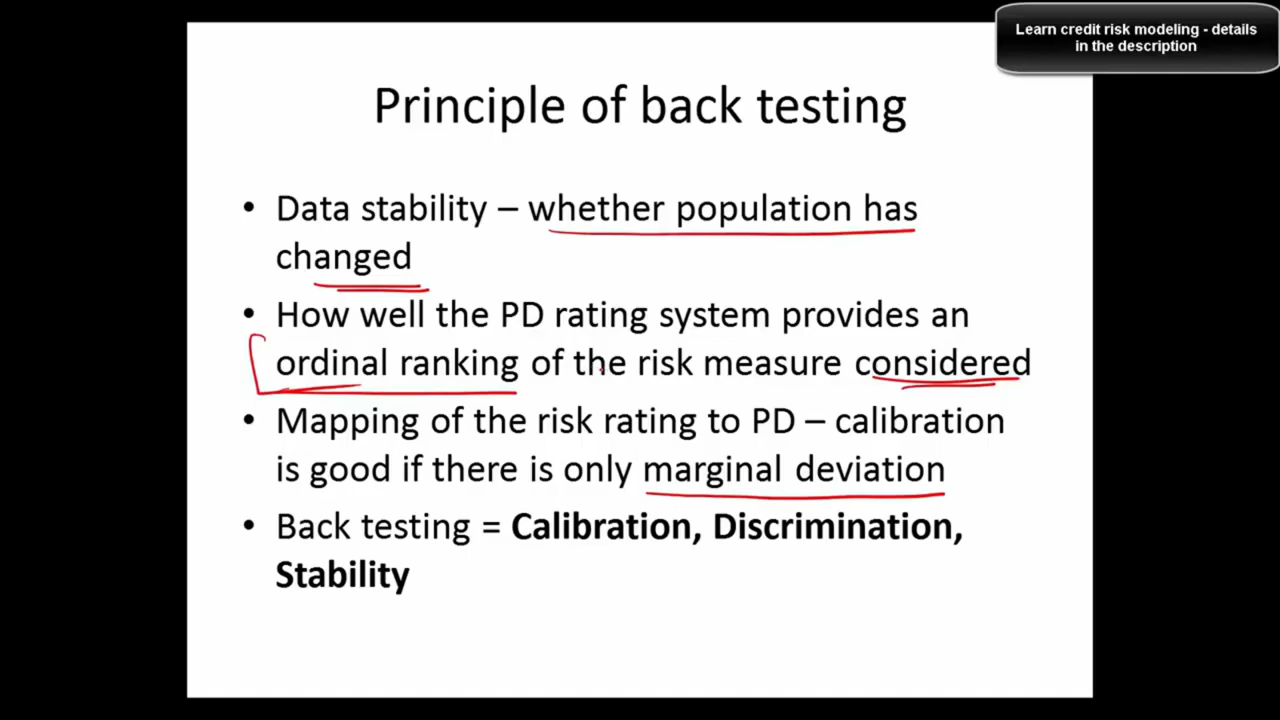 Learn credit risk modeling - details
in the description
Principle of back testing
• Data stability – whether population has
changed
• How well the PD rating system provides an
ordinal ranking of the risk measure considered
• Mapping of the risk rating to PD – calibration
is good if there is only marginal deviation
• Back testing = Calibration, Discrimination,
Stability